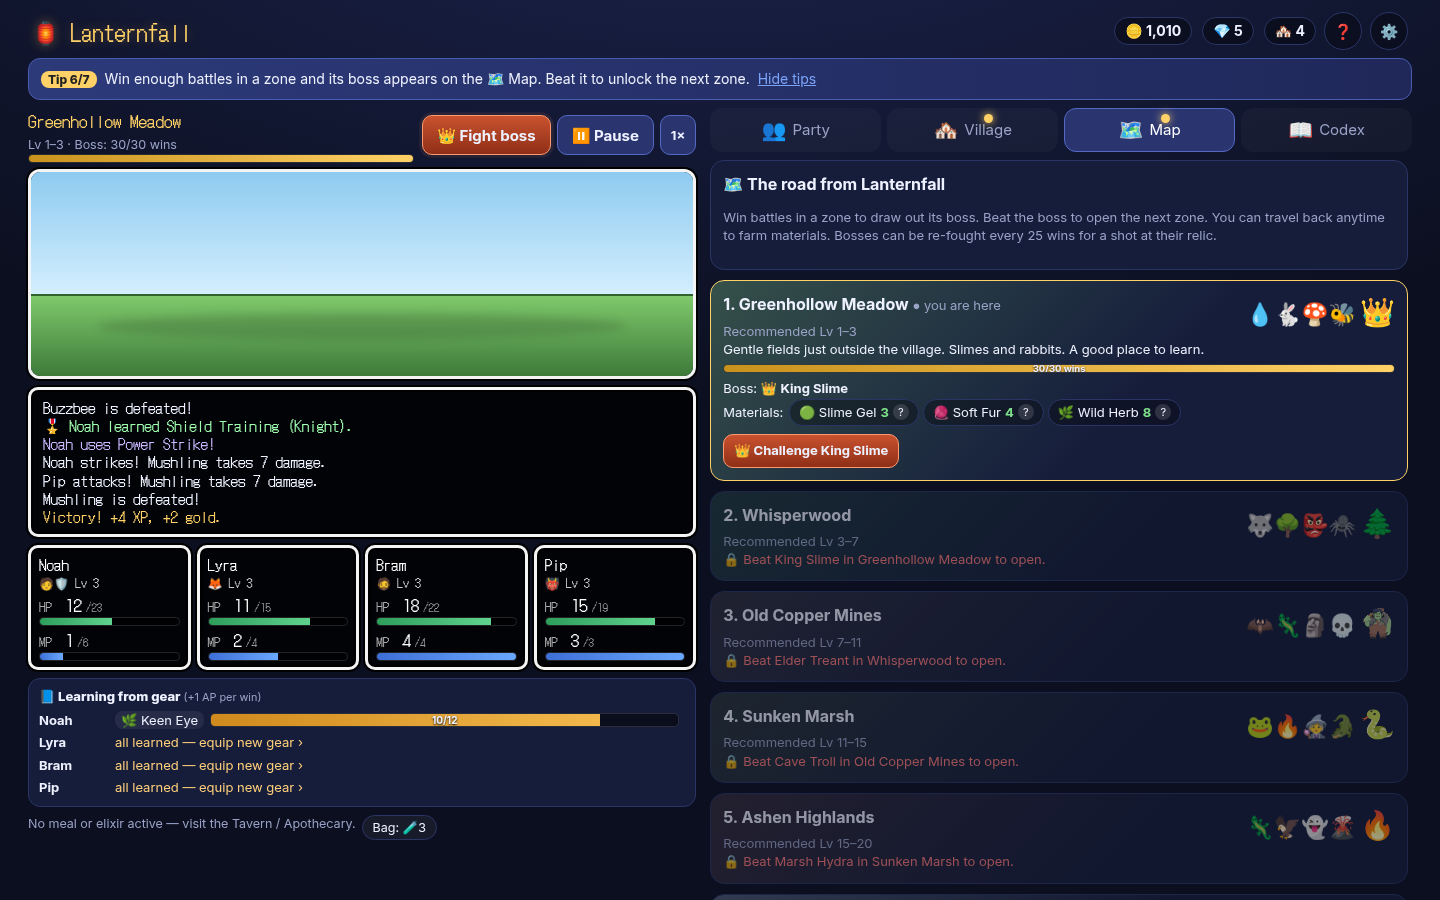 Lanternfall
1,010
5
4
Tip 6/7 Win enough battles in a zone and its boss appears on the Map. Beat it to unlock the next zone. Hide tips
Greenhollow Meadow
Lv 1–3 · Boss: 30/30 wins
Fight boss
Pause
1×
Buzzbee is defeated!
Noah learned Shield Training (Knight).
Noah uses Power Strike!
Noah strikes! Mushling takes 7 damage.
Pip attacks! Mushling takes 7 damage.
Mushling is defeated!
Victory! +4 XP, +2 gold.
Noah
Lv 3
HP 12 /23
MP 1 /6
Lyra
Lv 3
HP 11 /15
MP 2 /4
Bram
Lv 3
HP 18 /22
MP 4 /4
Pip
Lv 3
HP 15 /19
MP 3 /3
Learning from gear (+1 AP per win)
Noah Keen Eye 10/12
Lyra all learned — equip new gear ›
Bram all learned — equip new gear ›
Pip all learned — equip new gear ›
No meal or elixir active — visit the Tavern / Apothecary. Bag: 3
Party
Village
Map
Codex
The road from Lanternfall
Win battles in a zone to draw out its boss. Beat the boss to open the next zone. You can travel back anytime
to farm materials. Bosses can be re-fought every 25 wins for a shot at their relic.
1. Greenhollow Meadow ● you are here
Recommended Lv 1–3
Gentle fields just outside the village. Slimes and rabbits. A good place to learn.
30/30 wins
Boss: King Slime
Materials: Slime Gel 3 ? Soft Fur 4 ? Wild Herb 8 ?
Challenge King Slime
2. Whisperwood
Recommended Lv 3–7
Beat King Slime in Greenhollow Meadow to open.
3. Old Copper Mines
Recommended Lv 7–11
Beat Elder Treant in Whisperwood to open.
4. Sunken Marsh
Recommended Lv 11–15
Beat Cave Troll in Old Copper Mines to open.
5. Ashen Highlands
Recommended Lv 15–20
Beat Marsh Hydra in Sunken Marsh to open.